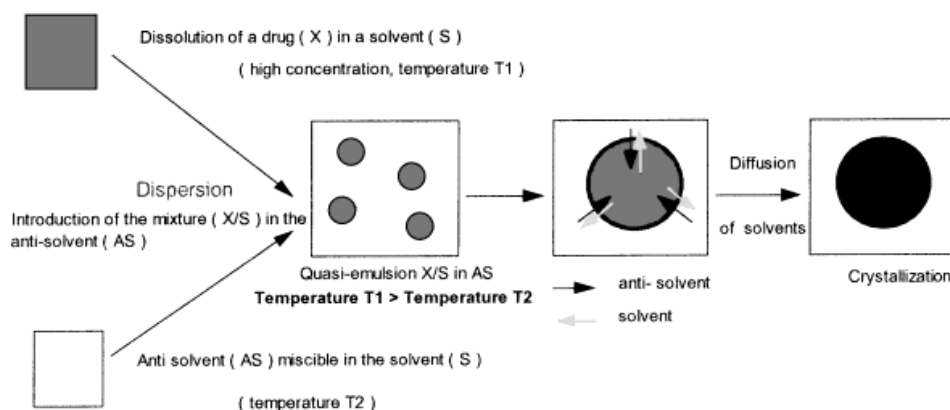 Dissolution of a drug ( X ) in a solvent ( S )
( high concentration, temperature T1 )
Dispersion
Introduction of the mixture ( X/S ) in the
anti-solvent ( AS )
Quasi-emulsion X/S in AS
Temperature T1 > Temperature T2
anti- solvent
solvent
Diffusion
of solvents
Crystallization
Anti solvent ( AS ) miscible in the solvent ( S )
( temperature T2 )